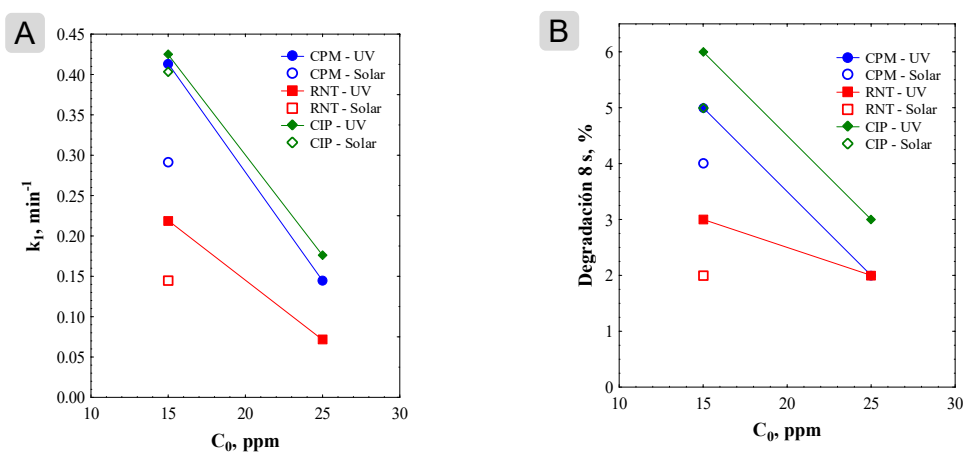 A
0.45
0.40
0.35
0.30
0.25
0.20
0.15
0.10
0.05
0.00
k1, min-1
10
15
20
25
30
C0, ppm
CPM - UV
CPM - Solar
RNT - UV
RNT - Solar
CIP - UV
CIP - Solar
B
6
5
4
3
2
1
0
Degradación 8 s, %
10
15
20
25
30
C0, ppm
CPM - UV
CPM - Solar
RNT - UV
RNT - Solar
CIP - UV
CIP - Solar